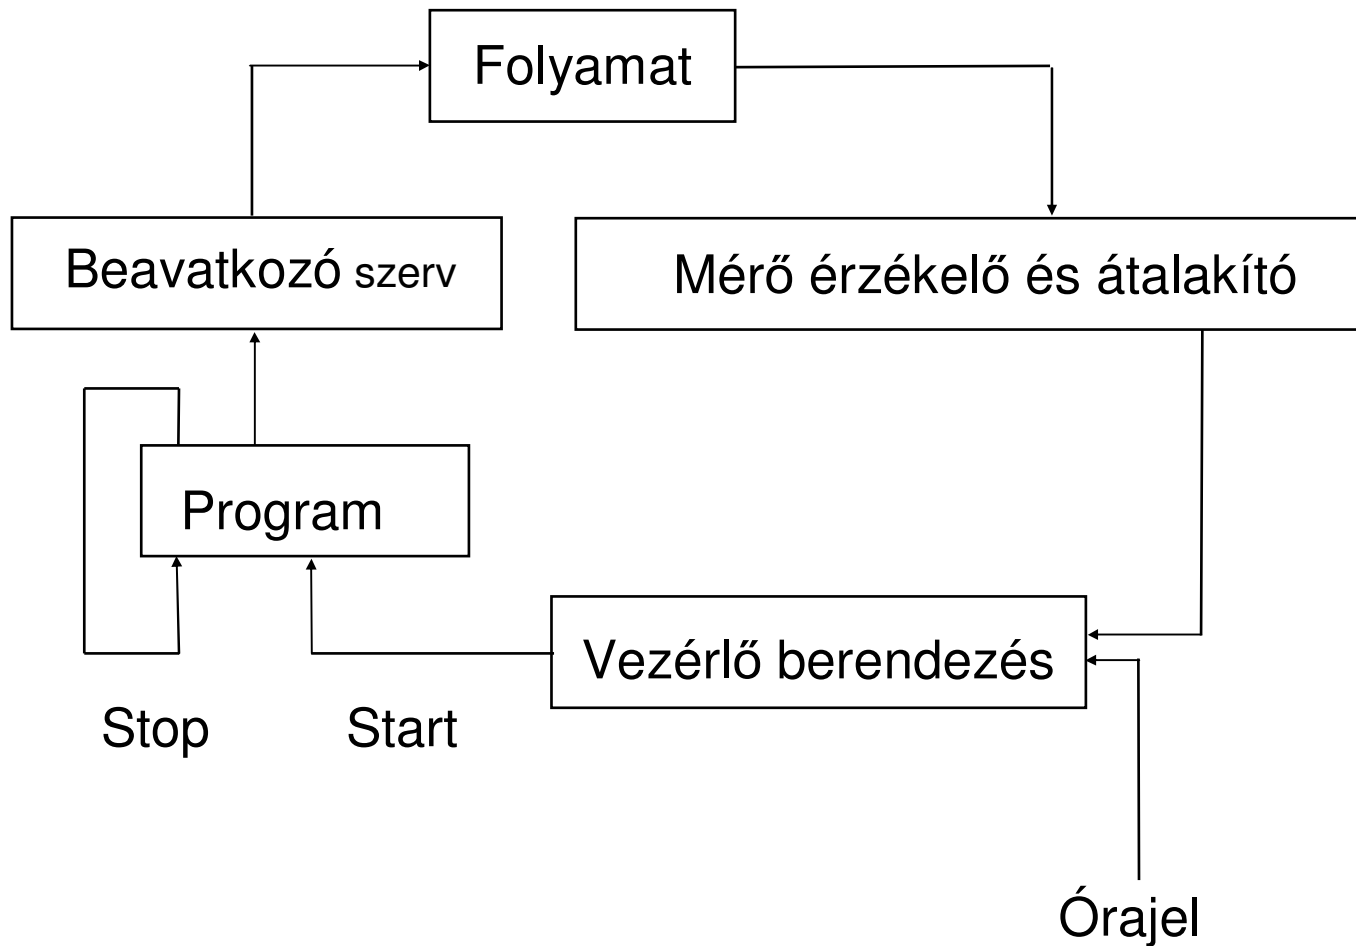 Folyamat
Beavatkozó szerv
Mérő érzékelő és átalakító
Program
Vezérlő berendezés
Stop
Start
Órajel